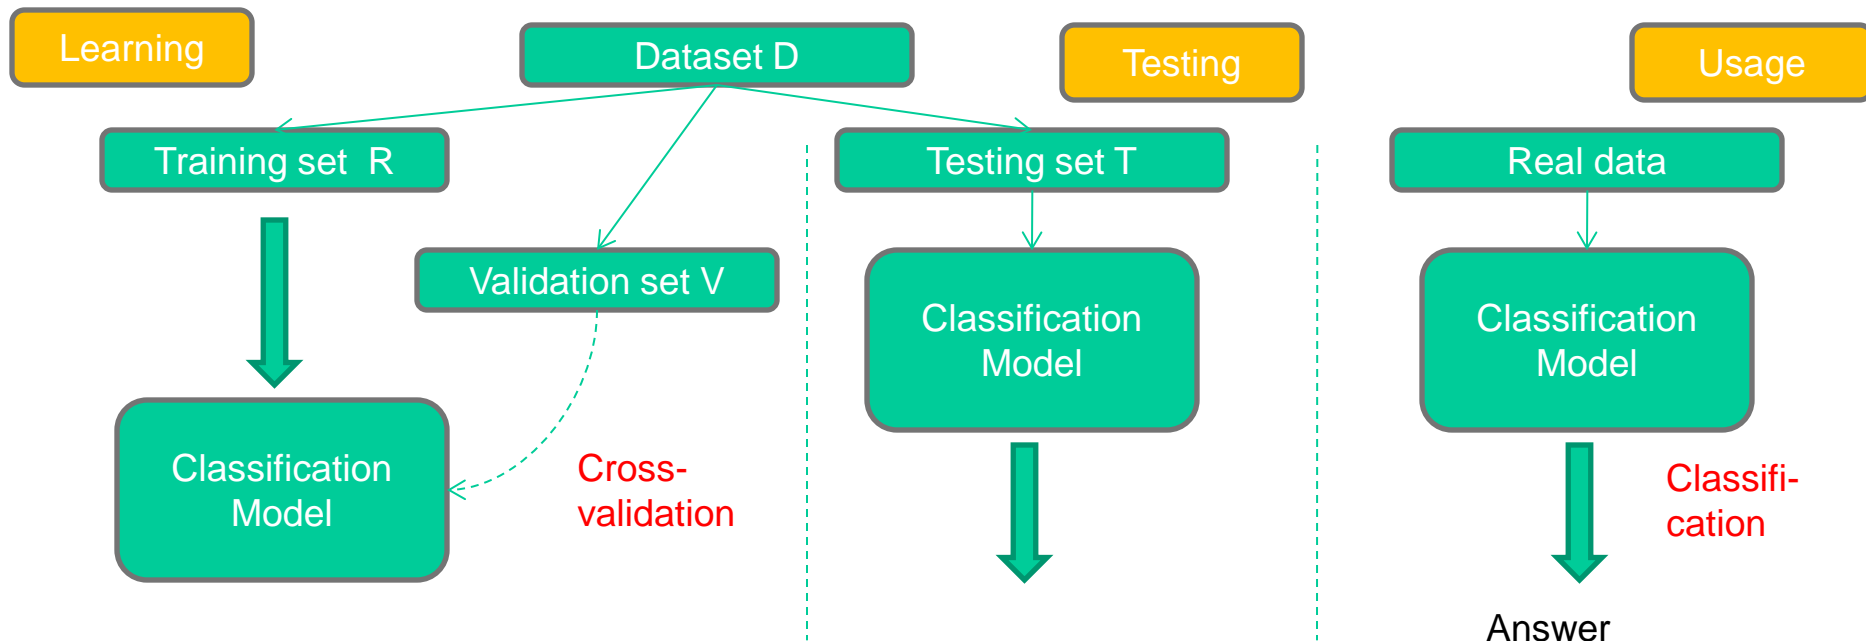 Learning
Dataset D
Testing
Usage
Training set R
Testing set T
Real data
Validation set V
Classification
Model
Classification
Model
Classification
Model
Cross-
validation
Classifi-
cation
Answer